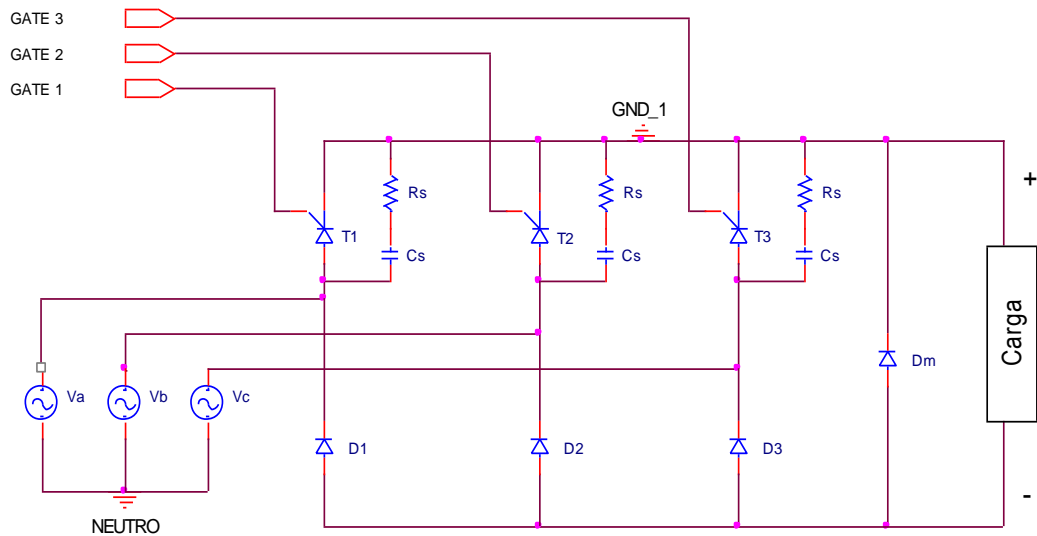 GATE 3
GATE 2
GATE 1
GND_1
+
Rs
Rs
Rs
T1
T2
T3
Cs
Cs
Cs
Carga
Dm
Va
Vb
Vc
D1
D2
D3
-
NEUTRO